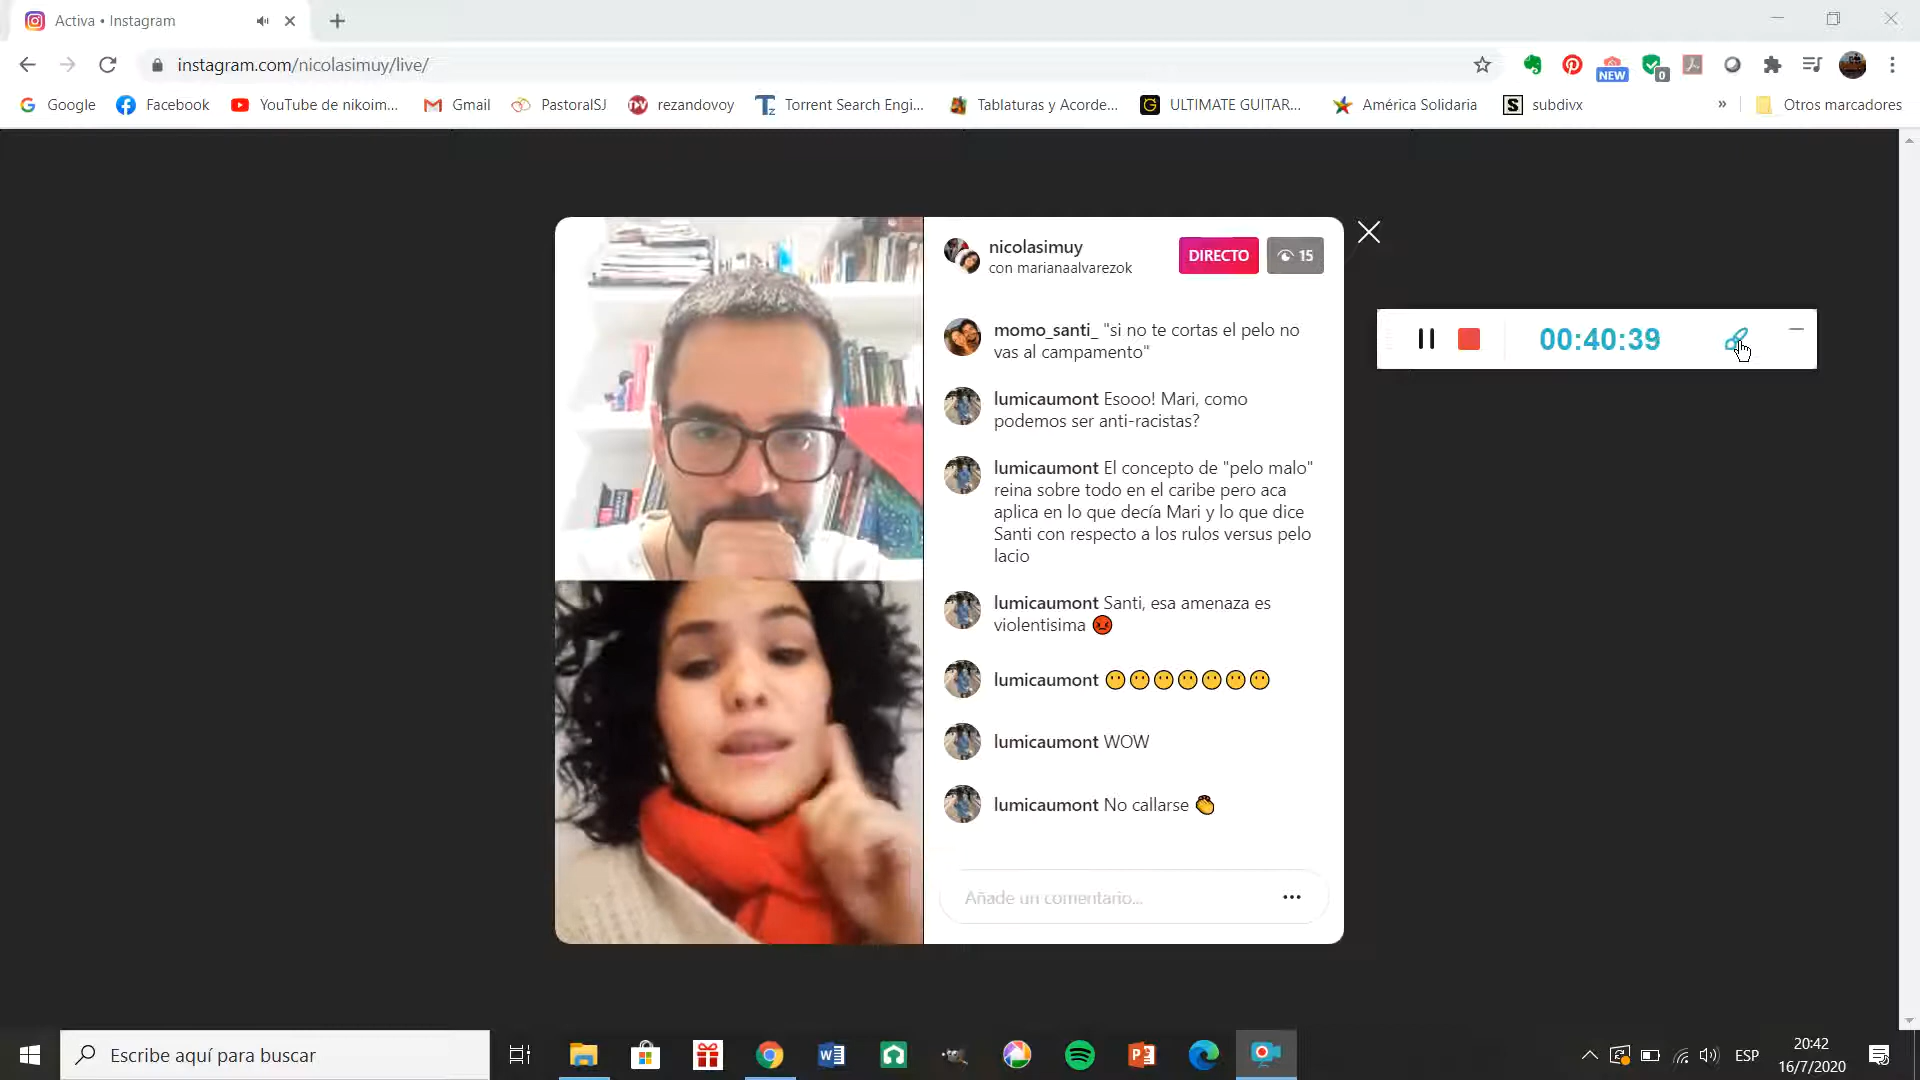 Activa • Instagram
instagram.com/nicolasimuy/live/
NEW
0
Google
Facebook
YouTube de nikoim...
Gmail
PastoralSJ
rezandovoy
Torrent Search Engi...
Tablaturas y Acorde...
ULTIMATE GUITAR...
América Solidaria
subdivx
»
Otros marcadores
nicolasimuy
con marianaalvarezok
DIRECTO
15
momo_santi_ "si no te cortas el pelo no
vas al campamento"
lumicaumont Esooo! Mari, como
podemos ser anti-racistas?
lumicaumont El concepto de "pelo malo"
reina sobre todo en el caribe pero aca
aplica en lo que decía Mari y lo que dice
Santi con respecto a los rulos versus pelo
lacio
lumicaumont Santi, esa amenaza es
violentisima 😡
lumicaumont 😶😶😶😶😶😶😶
lumicaumont WOW
lumicaumont No callarse 👏
Añade un comentario...
00:40:39
Escribe aquí para buscar
ESP
20:42
16/7/2020